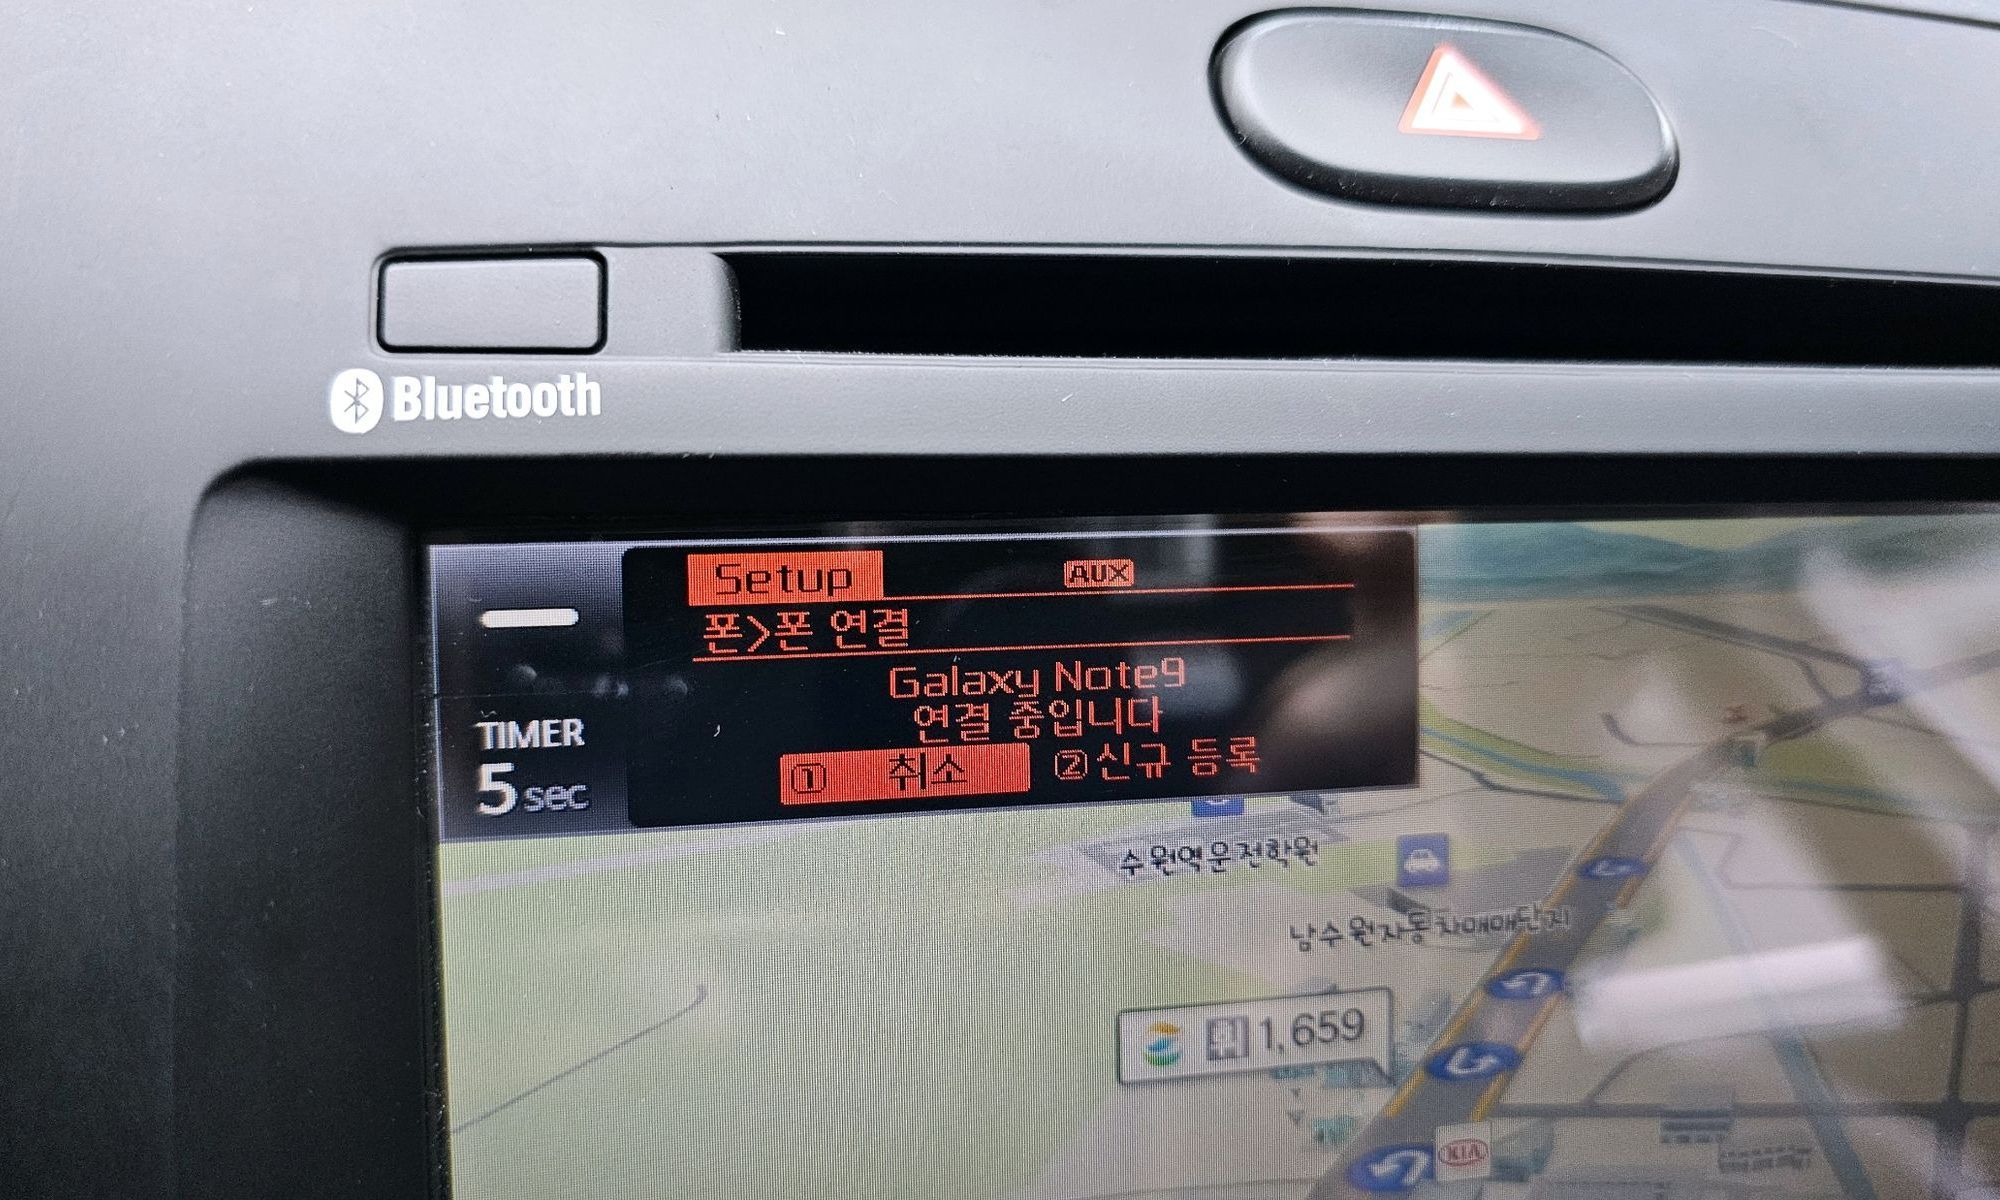 Bluetooth
Setup
AUX
폰>폰 연결
Galaxy Note9
연결 중입니다
① 취소
②신규 등록
TIMER
5 sec
수원역운전학원
남수원자동차매매단지
1,659
KIA